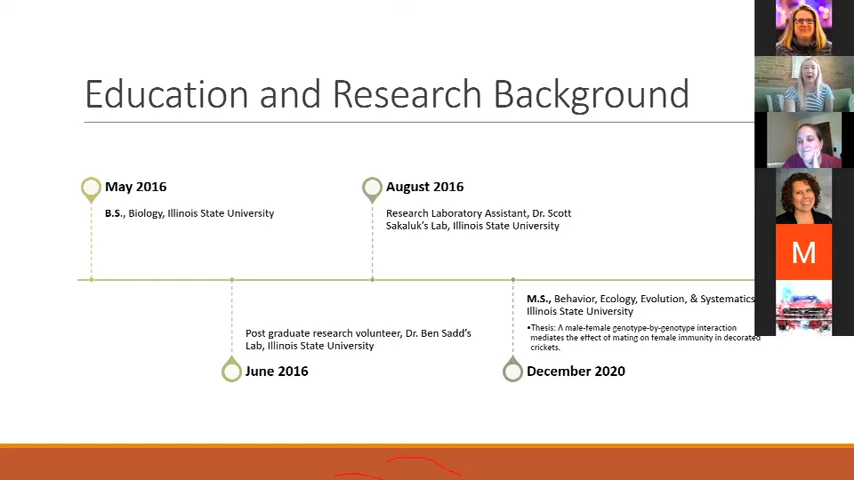 Education and Research Background
May 2016
B.S., Biology, Illinois State University
August 2016
Research Laboratory Assistant, Dr. Scott
Sakaluk's Lab, Illinois State University
Post graduate research volunteer, Dr. Ben Sadd's
Lab, Illinois State University
June 2016
M.S., Behavior, Ecology, Evolution, & Systematics
Illinois State University
▪Thesis: A male-female genotype-by-genotype interaction
mediates the effect of mating on female immunity in decorated
crickets.
December 2020
M